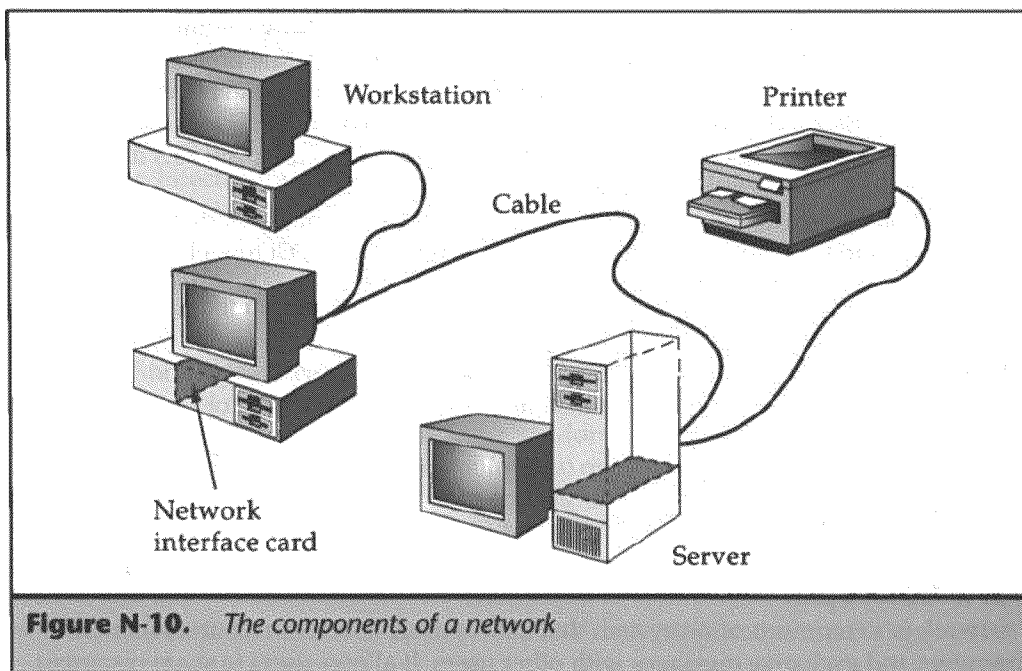 Workstation
Printer
Cable
Network
interface card
Server
Figure N-10. The components of a network